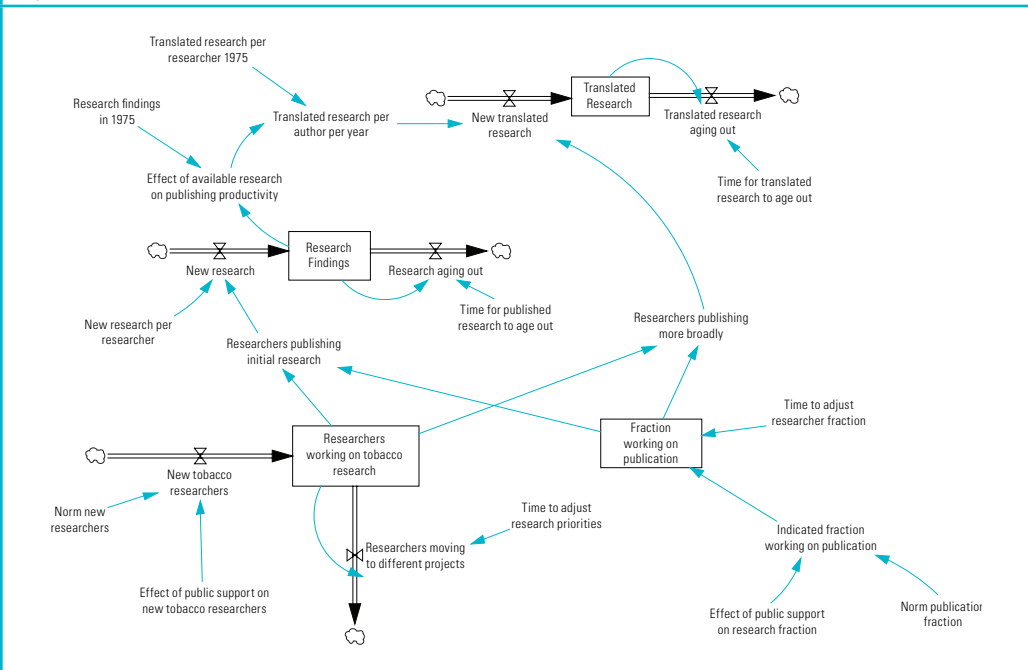 Translated research per
researcher 1975
Research findings
in 1975
Translated research per
author per year
New translated
research
Translated
Research
Translated research
aging out
Time for translated
research to age out
Effect of available research
on publishing productivity
Research
Findings
New research
Research aging out
Time for published
research to age out
New research per
researcher
Researchers publishing
initial research
Researchers publishing
more broadly
Researchers
working on tobacco
research
Fraction
working on
publication
Time to adjust
researcher fraction
New tobacco
researchers
Norm new
researchers
Time to adjust
research priorities
Researchers moving
to different projects
Indicated fraction
working on publication
Effect of public support on
new tobacco researchers
Effect of public support
on research fraction
Norm publication
fraction